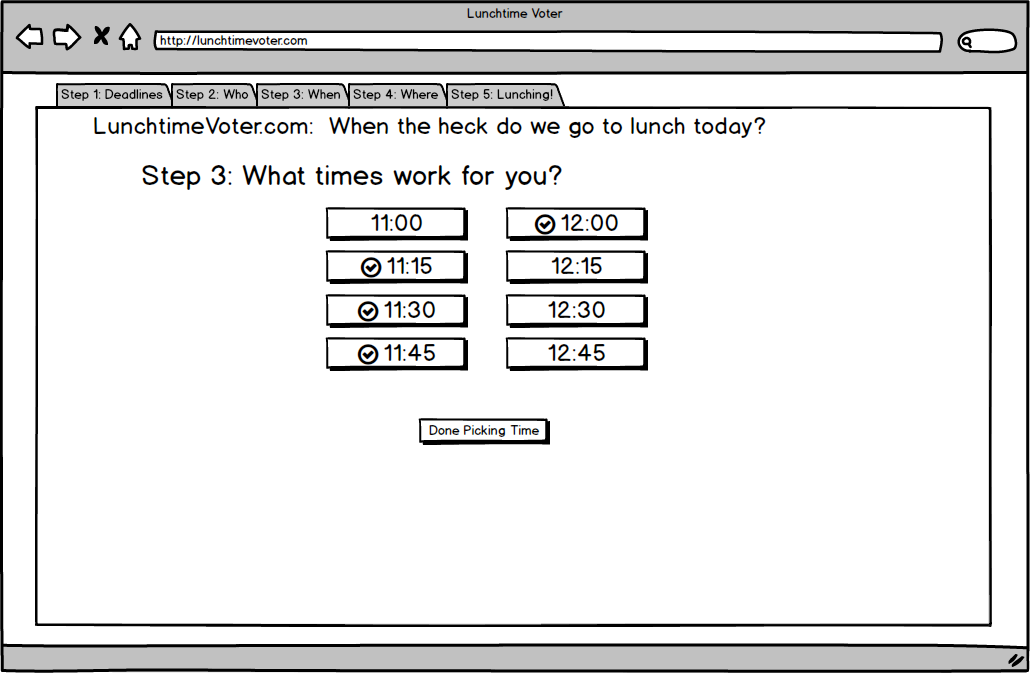 Lunchtime Voter
http://lunchtimevoter.com
Step 1: Deadlines Step 2: Who Step 3: When Step 4: Where Step 5: Lunching!
LunchtimeVoter.com: When the heck do we go to lunch today?
Step 3: What times work for you?
11:00 12:00
11:15 12:15
11:30 12:30
11:45 12:45
Done Picking Time